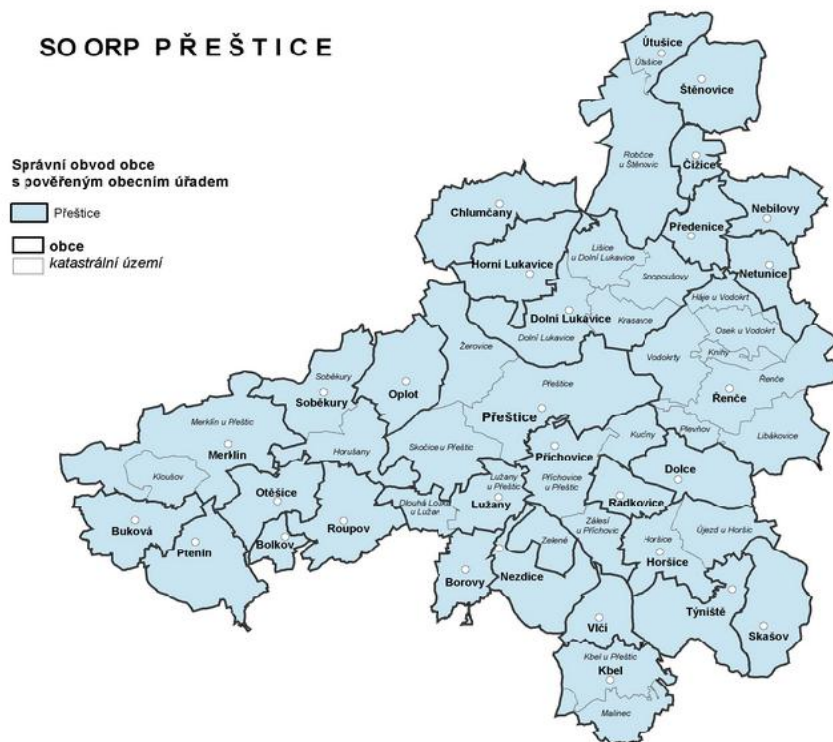 SO ORP PŘEŠTICE
Správní obvod obce
s pověřeným obecním úřadem
Přeštice
obce
katastrální území
Útušice
Útušice
Štěnovice
Robčice
u Štěnovic
Čižice
Chlumčany
Předenice
Nebílovy
Horní Lukavice
Lišice
u Dolní Lukavice
Snopoušovy
Netunice
Háje u Vodokrt
Dolní Lukavice
Krasavce
Osek u Vodokrt
Dolní Lukavice
Žerovice
Vodokrty
Knihy
Soběkury
Oplot
Přeštice
Řenče
Soběkury
Řenče
Přeštice
Merklín u Přeštic
Skočice u Přeštic
Kucíny
Plevňov
Libákovice
Merklín
Horušany
Příchovice
Dolce
Kloušov
Lužany
u Přeštic
Příchovice
u Přeštic
Otěšice
Radkovice
Dlouhá Louka
u Lužan
Lužany
Buková
Roupov
Zálesí
u Příchovic
Újezd u Horšic
Ptenín
Bolkov
Zelené
Horšice
Nezdice
Horšice
Borovy
Týniště
Vlčí
Skašov
Kbel u Přeštic
Kbel
Malinec